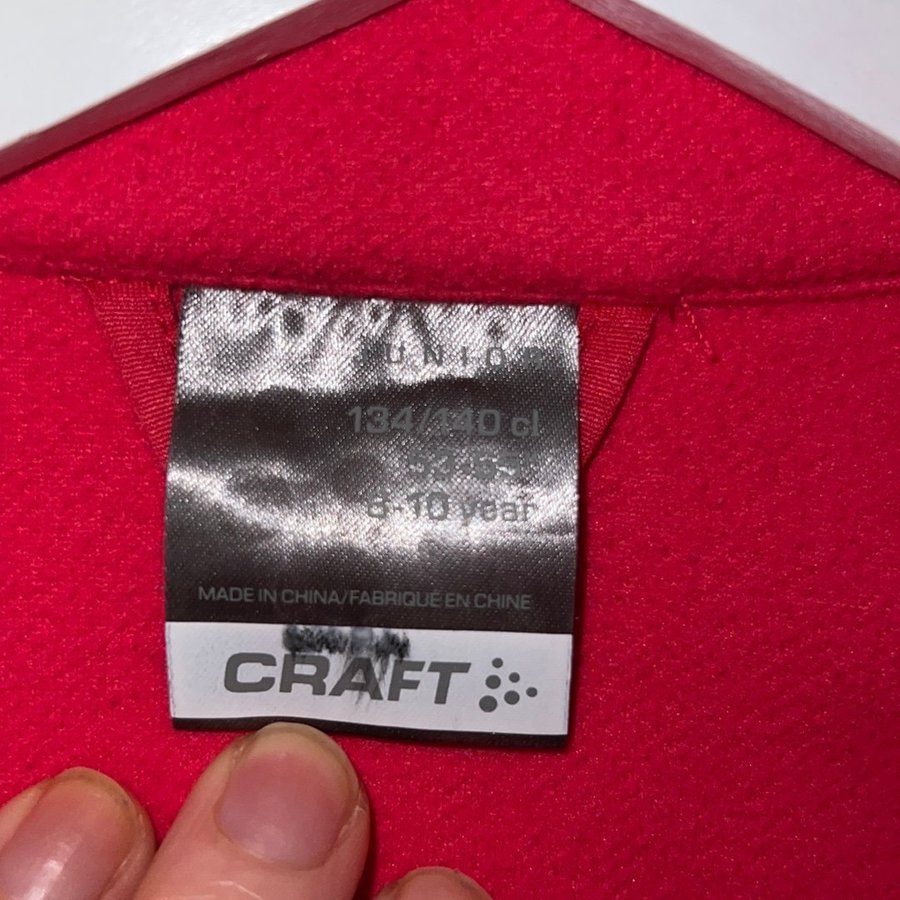 JUNIOR
134/140 cl
8-10 year
MADE IN CHINA/FABRIQUÉ EN CHINE
CRAFT